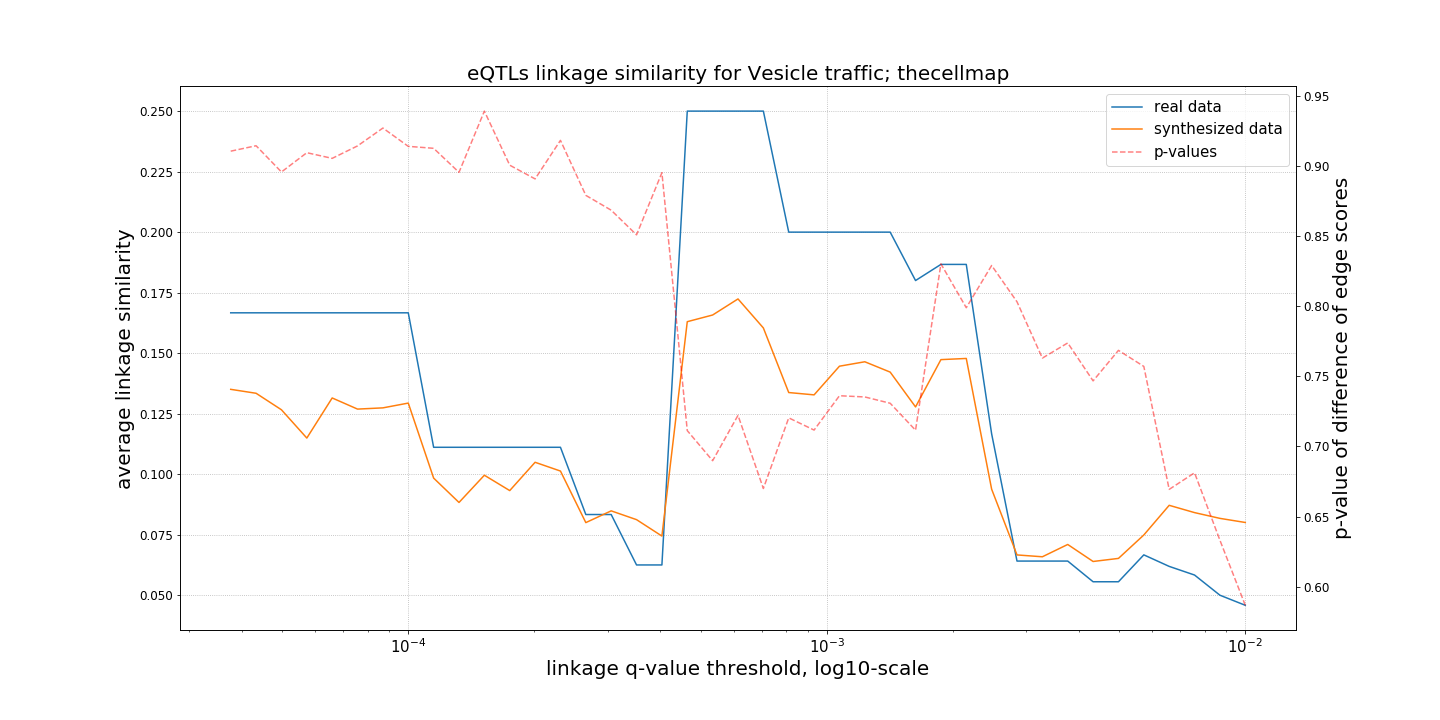 eQTLs linkage similarity for Vesicle traffic; thecellmap
real data
synthesized data
p-values
average linkage similarity
0.250
0.225
0.200
0.175
0.150
0.125
0.100
0.075
0.050
0.95
0.90
0.85
0.80
0.75
0.70
0.65
0.60
p-value of difference of edge scores
10⁻⁴
10⁻³
10⁻²
linkage q-value threshold, log10-scale